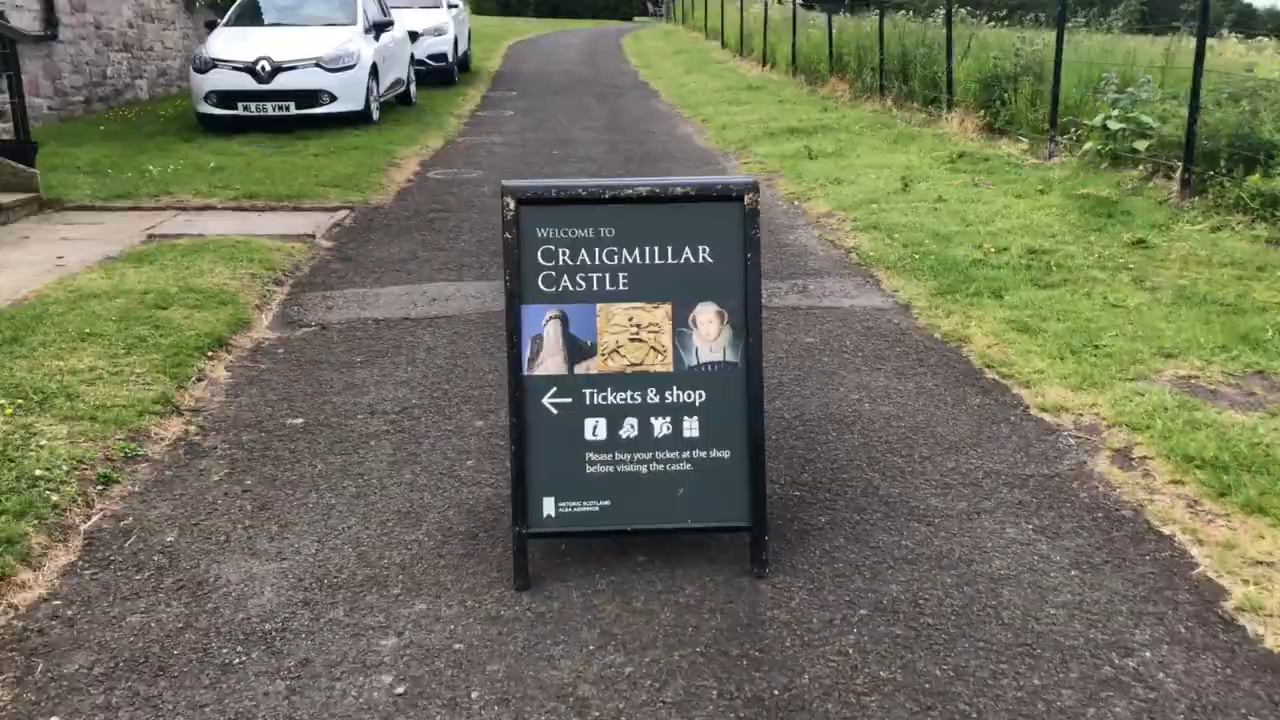 ML66 VMW
WELCOME TO
CRAIGMILLAR
CASTLE
Tickets & shop
i
Please buy your ticket at the shop
before visiting the castle.
HISTORIC SCOTLAND
ALBA AOSMHOR